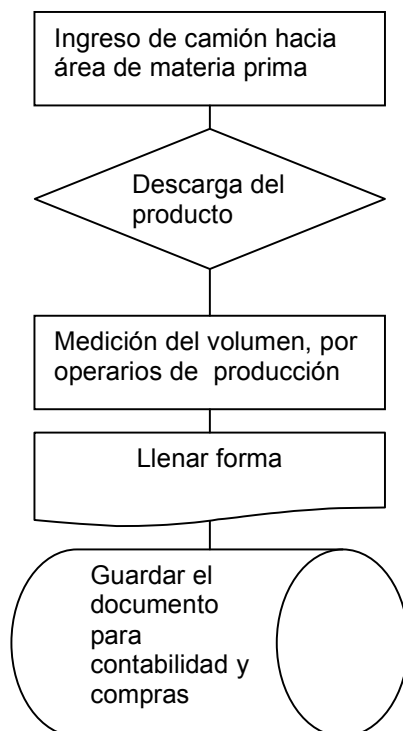 Ingreso de camión hacia
área de materia prima
Descarga del
producto
Medición del volumen, por
operarios de producción
Llenar forma
Guardar el
documento
para
contabilidad y
compras